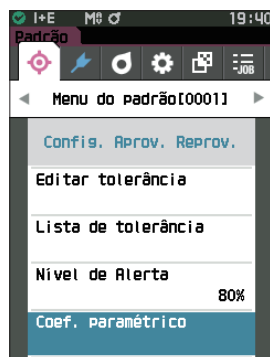 I+E M♂ 19:40
Padrão
-JOB
Menu do padrão[0001]
Config. Aprov. Reprov.
Editar tolerância
Lista de tolerância
Nível de Alerta
80%
Coef. paramétrico